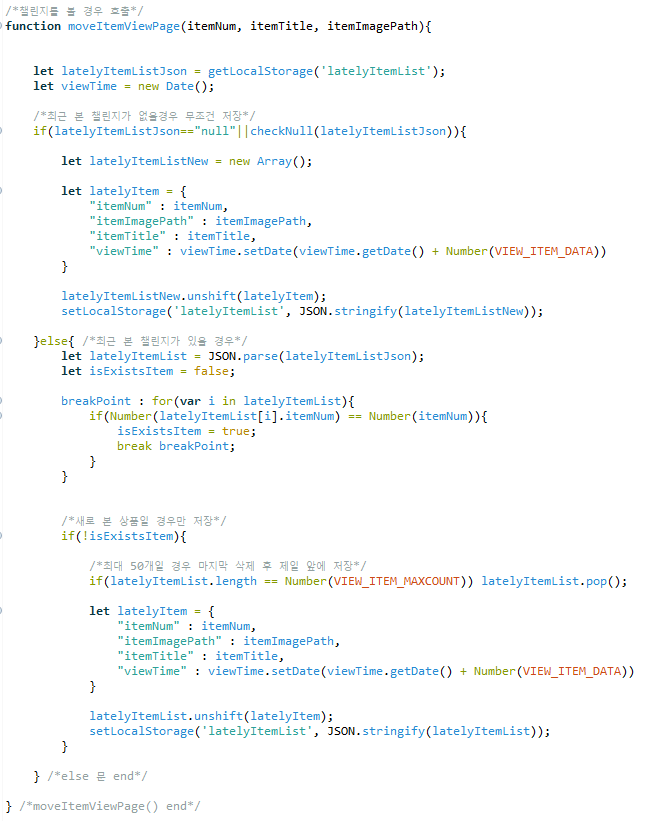 /*챌린지를 볼 경우 호출*/
function moveItemViewPage(itemNum, itemTitle, itemImagePath){
let latelyItemListJson = getLocalStorage('latelyItemList');
let viewTime = new Date();
/*최근 본 챌린지가 없을경우 무조건 저장*/
if(latelyItemListJson=="null"||checkNull(latelyItemListJson)){
let latelyItemListNew = new Array();
let latelyItem = {
"itemNum" : itemNum,
"itemImagePath" : itemImagePath,
"itemTitle" : itemTitle,
"viewTime" : viewTime.setDate(viewTime.getDate() + Number(VIEW_ITEM_DATA))
}
latelyItemListNew.unshift(latelyItem);
setLocalStorage('latelyItemList', JSON.stringify(latelyItemListNew));
}else{ /*최근 본 챌린지가 있을 경우*/
let latelyItemList = JSON.parse(latelyItemListJson);
let isExistsItem = false;
breakPoint : for(var i in latelyItemList){
if(Number(latelyItemList[i].itemNum) == Number(itemNum)){
isExistsItem = true;
break breakPoint;
}
}
/*새로 본 상품일 경우만 저장*/
if(!isExistsItem){
/*최대 50개일 경우 마지막 삭제 후 제일 앞에 저장*/
if(latelyItemList.length == Number(VIEW_ITEM_MAXCOUNT)) latelyItemList.pop();
let latelyItem = {
"itemNum" : itemNum,
"itemImagePath" : itemImagePath,
"itemTitle" : itemTitle,
"viewTime" : viewTime.setDate(viewTime.getDate() + Number(VIEW_ITEM_DATA))
}
latelyItemList.unshift(latelyItem);
setLocalStorage('latelyItemList', JSON.stringify(latelyItemList));
}
} /*else 문 end*/
} /*moveItemViewPage() end*/